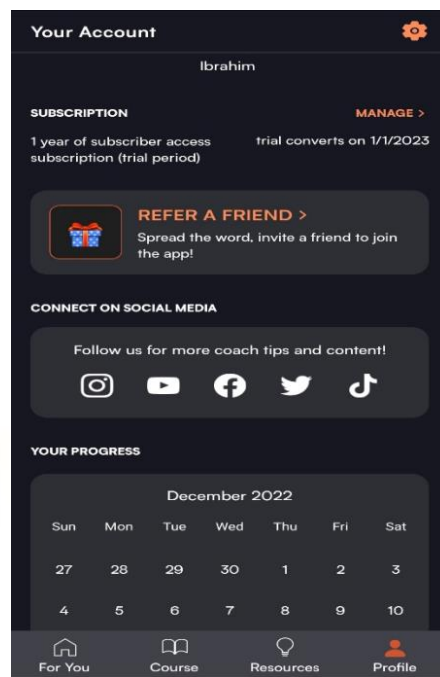 Your Account
Ibrahim
SUBSCRIPTION MANAGE >
1 year of subscriber access trial converts on 1/1/2023
subscription (trial period)
REFER A FRIEND >
Spread the word, invite a friend to join
the app!
CONNECT ON SOCIAL MEDIA
Follow us for more coach tips and content!
YOUR PROGRESS
December 2022
Sun Mon Tue Wed Thu Fri Sat
27 28 29 30 1 2 3
4 5 6 7 8 9 10
For You Course Resources Profile